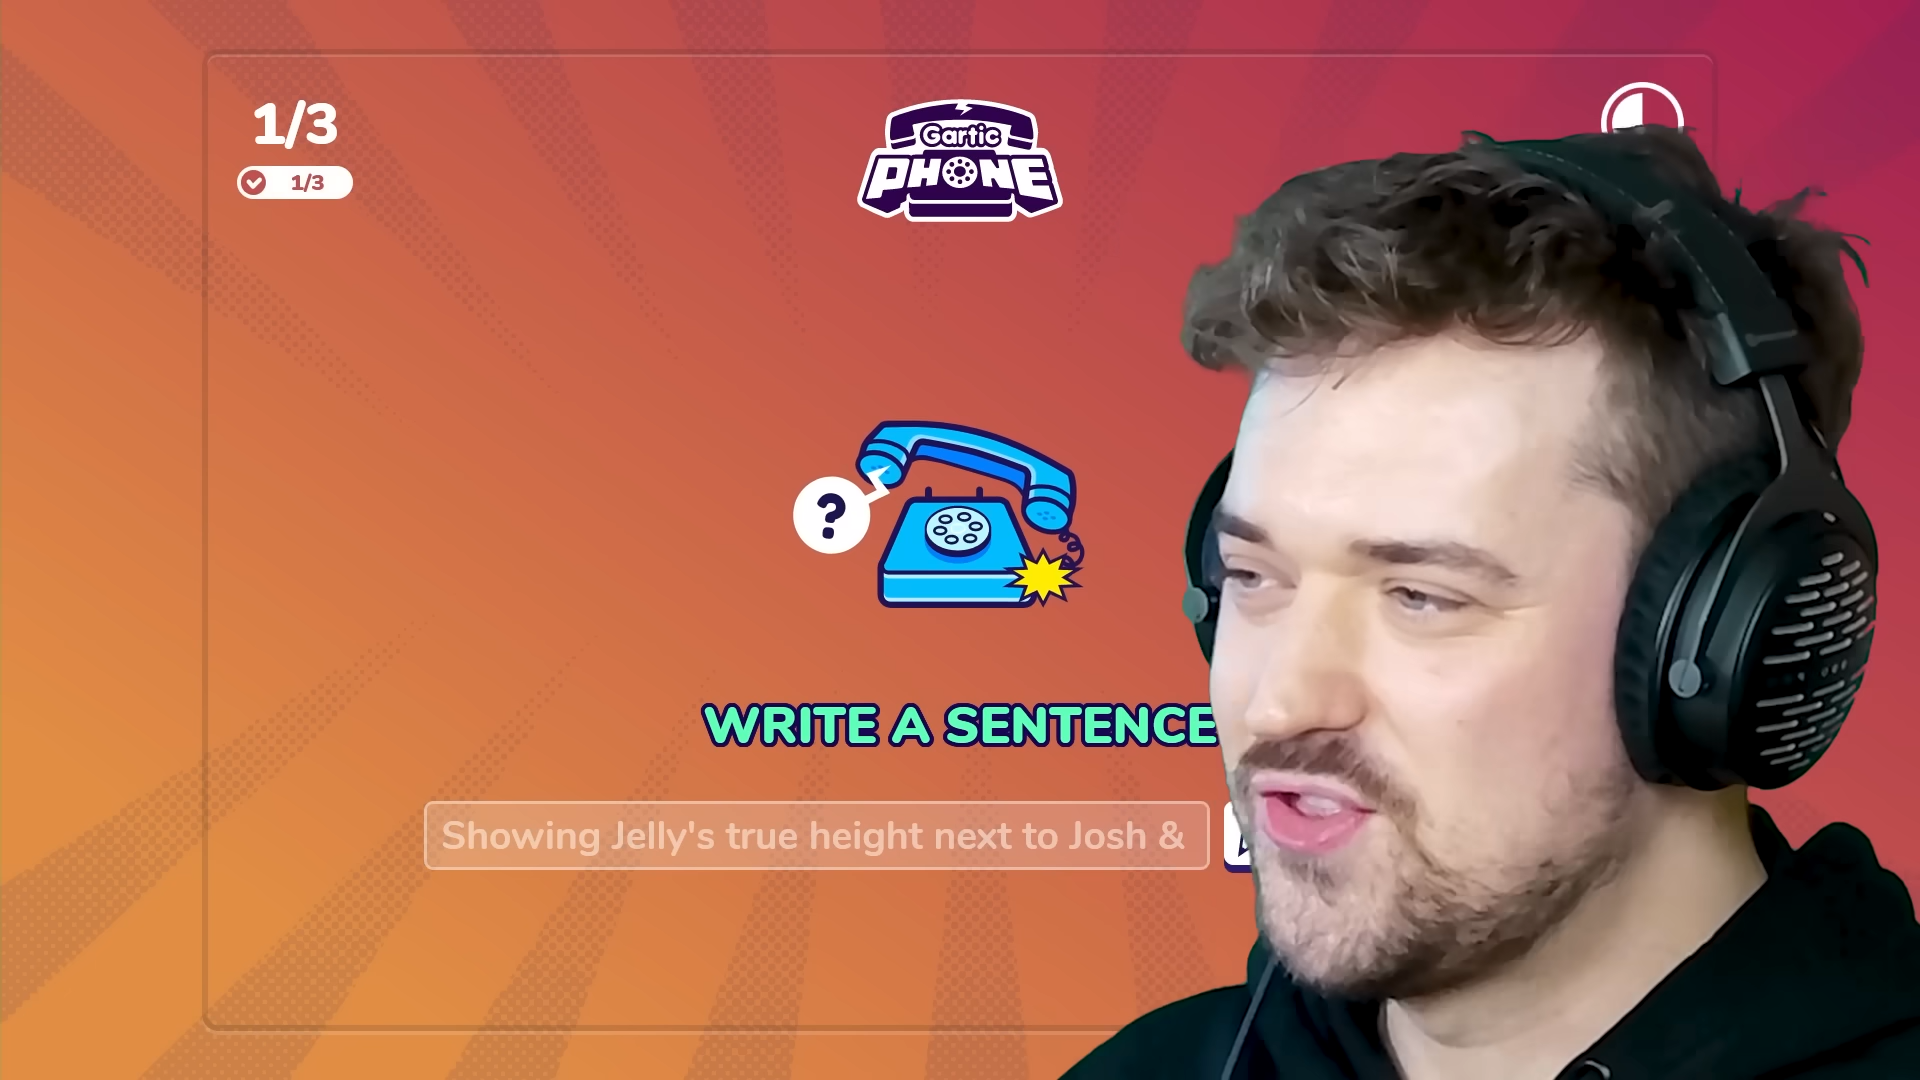 1/3
1/3
Gartic
PHONE
?
WRITE A SENTENCE
Showing Jelly's true height next to Josh &